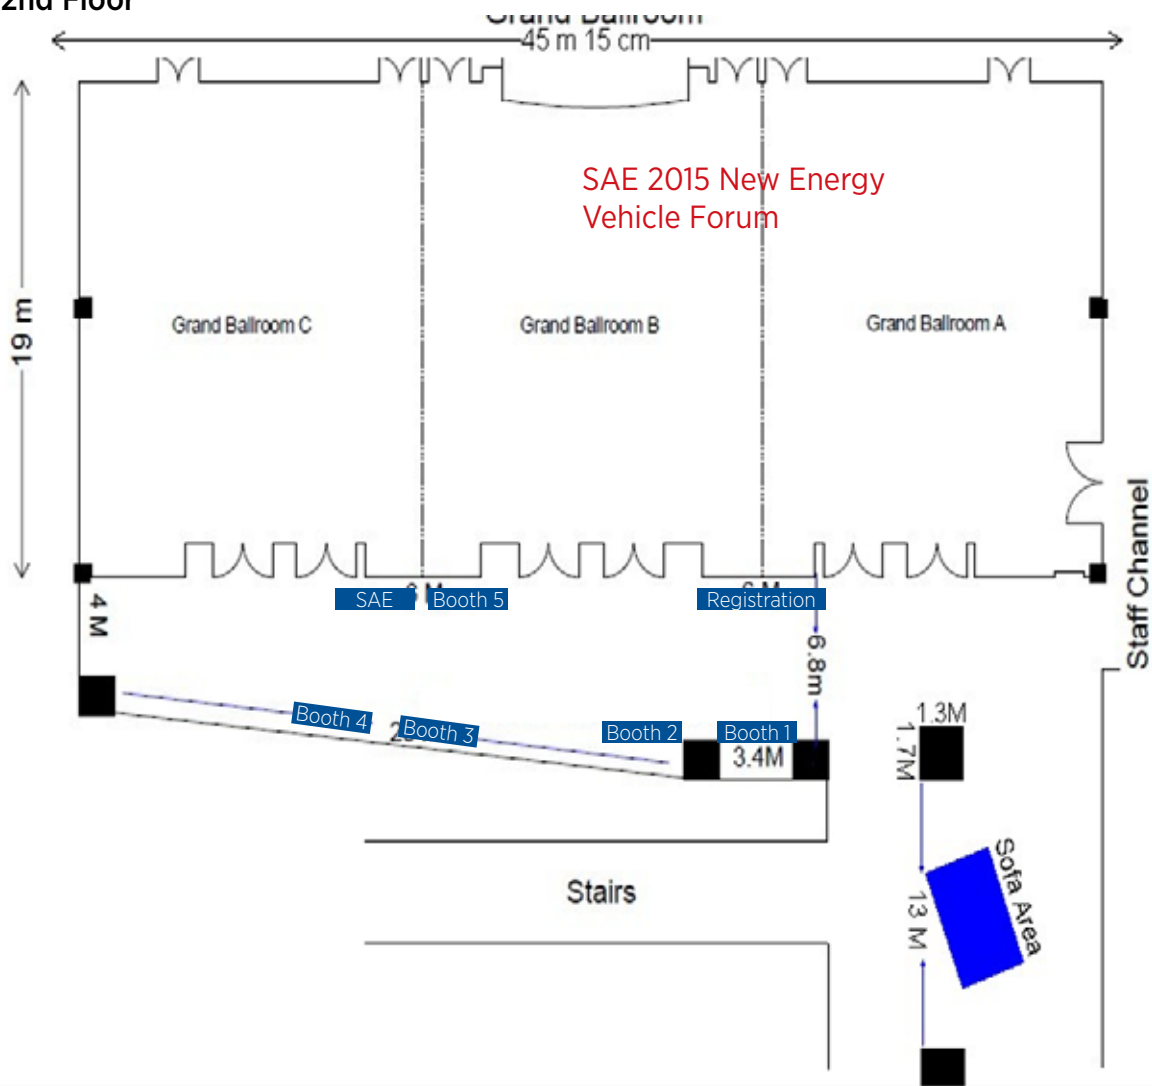 2nd Floor
Grand Ballroom
45 m 15 cm
SAE 2015 New Energy
Vehicle Forum
19 m
Grand Ballroom C
Grand Ballroom B
Grand Ballroom A
Staff Channel
SAE
Booth 5
Registration
4 M
6.8m
Booth 4
Booth 3
Booth 2
Booth 1
3.4M
1.3M
1.7M
Stairs
Sofa Area
13 M